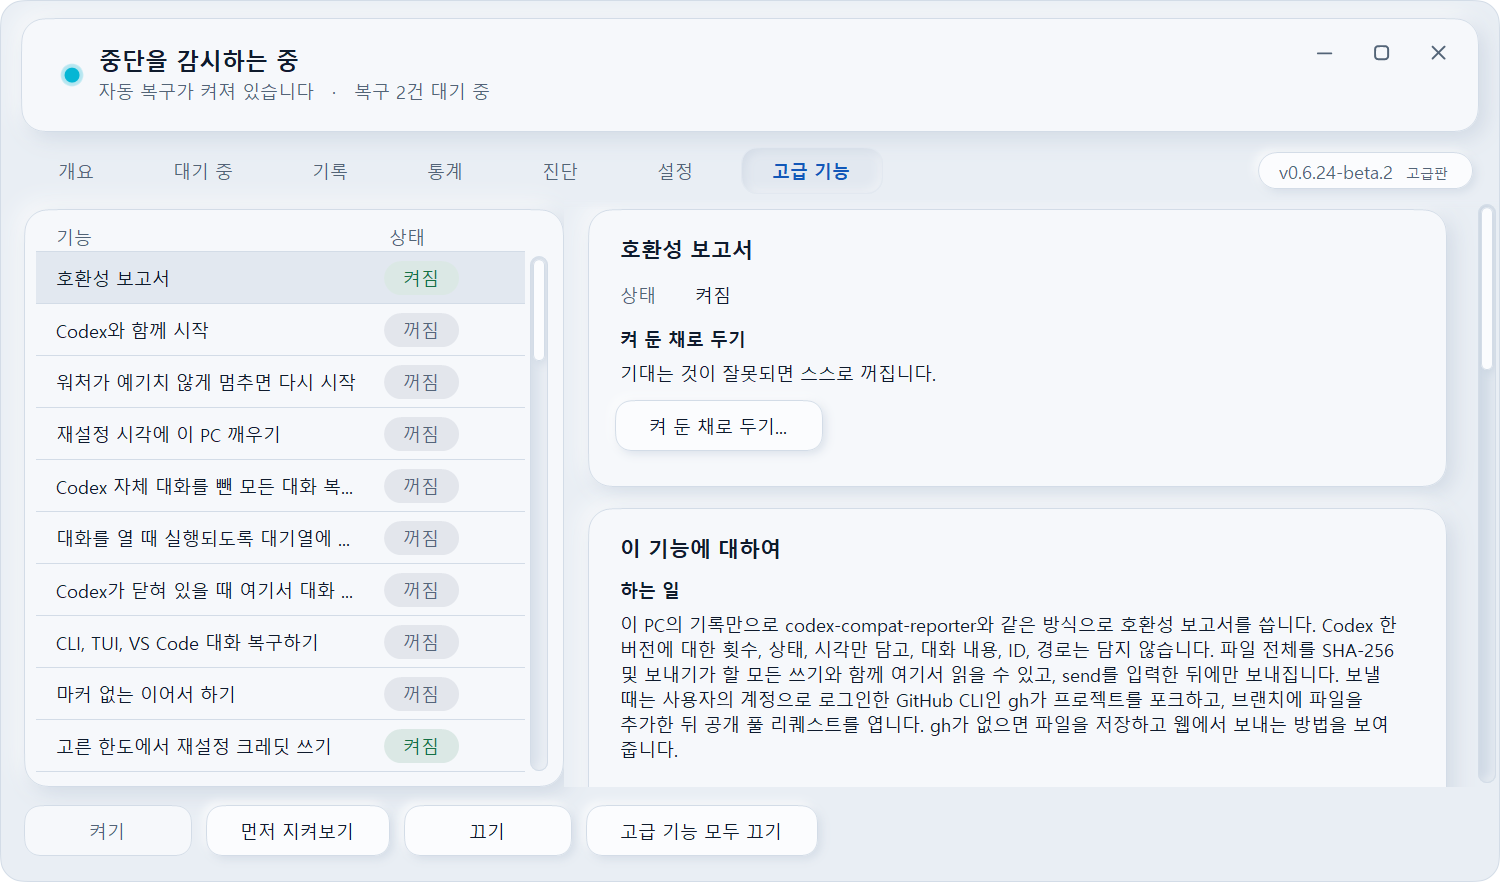 중단을 감시하는 중
자동 복구가 켜져 있습니다 · 복구 2건 대기 중
개요 대기 중 기록 통계 진단 설정 고급 기능 v0.6.24-beta.2 고급판
기능 상태
호환성 보고서 켜짐
Codex와 함께 시작 꺼짐
워처가 예기치 않게 멈추면 다시 시작 꺼짐
재설정 시각에 이 PC 깨우기 꺼짐
Codex 자체 대화를 뺀 모든 대화 복... 꺼짐
대화를 열 때 실행되도록 대기열에 ... 꺼짐
Codex가 닫혀 있을 때 여기서 대화 ... 꺼짐
CLI, TUI, VS Code 대화 복구하기 꺼짐
마커 없는 이어서 하기 꺼짐
고른 한도에서 재설정 크레딧 쓰기 켜짐
호환성 보고서
상태 켜짐
켜 둔 채로 두기
기대는 것이 잘못되면 스스로 꺼집니다.
켜 둔 채로 두기...
이 기능에 대하여
하는 일
이 PC의 기록만으로 codex-compat-reporter와 같은 방식으로 호환성 보고서를 씁니다. Codex 한
버전에 대한 횟수, 상태, 시각만 담고, 대화 내용, ID, 경로는 담지 않습니다. 파일 전체를 SHA-256
및 보내기가 할 모든 쓰기와 함께 여기서 읽을 수 있고, send를 입력한 뒤에만 보내집니다. 보낼
때는 사용자의 계정으로 로그인한 GitHub CLI인 gh가 프로젝트를 포크하고, 브랜치에 파일을
추가한 뒤 공개 풀 리퀘스트를 엽니다. gh가 없으면 파일을 저장하고 웹에서 보내는 방법을 보여
줍니다.
켜기 먼저 지켜보기 끄기 고급 기능 모두 끄기